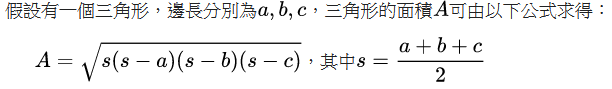 假設有一個三角形，邊長分別為a, b, c，三角形的面積A可由以下公式求得：
A = √(s(s − a)(s − b)(s − c))，其中s = (a + b + c)/2